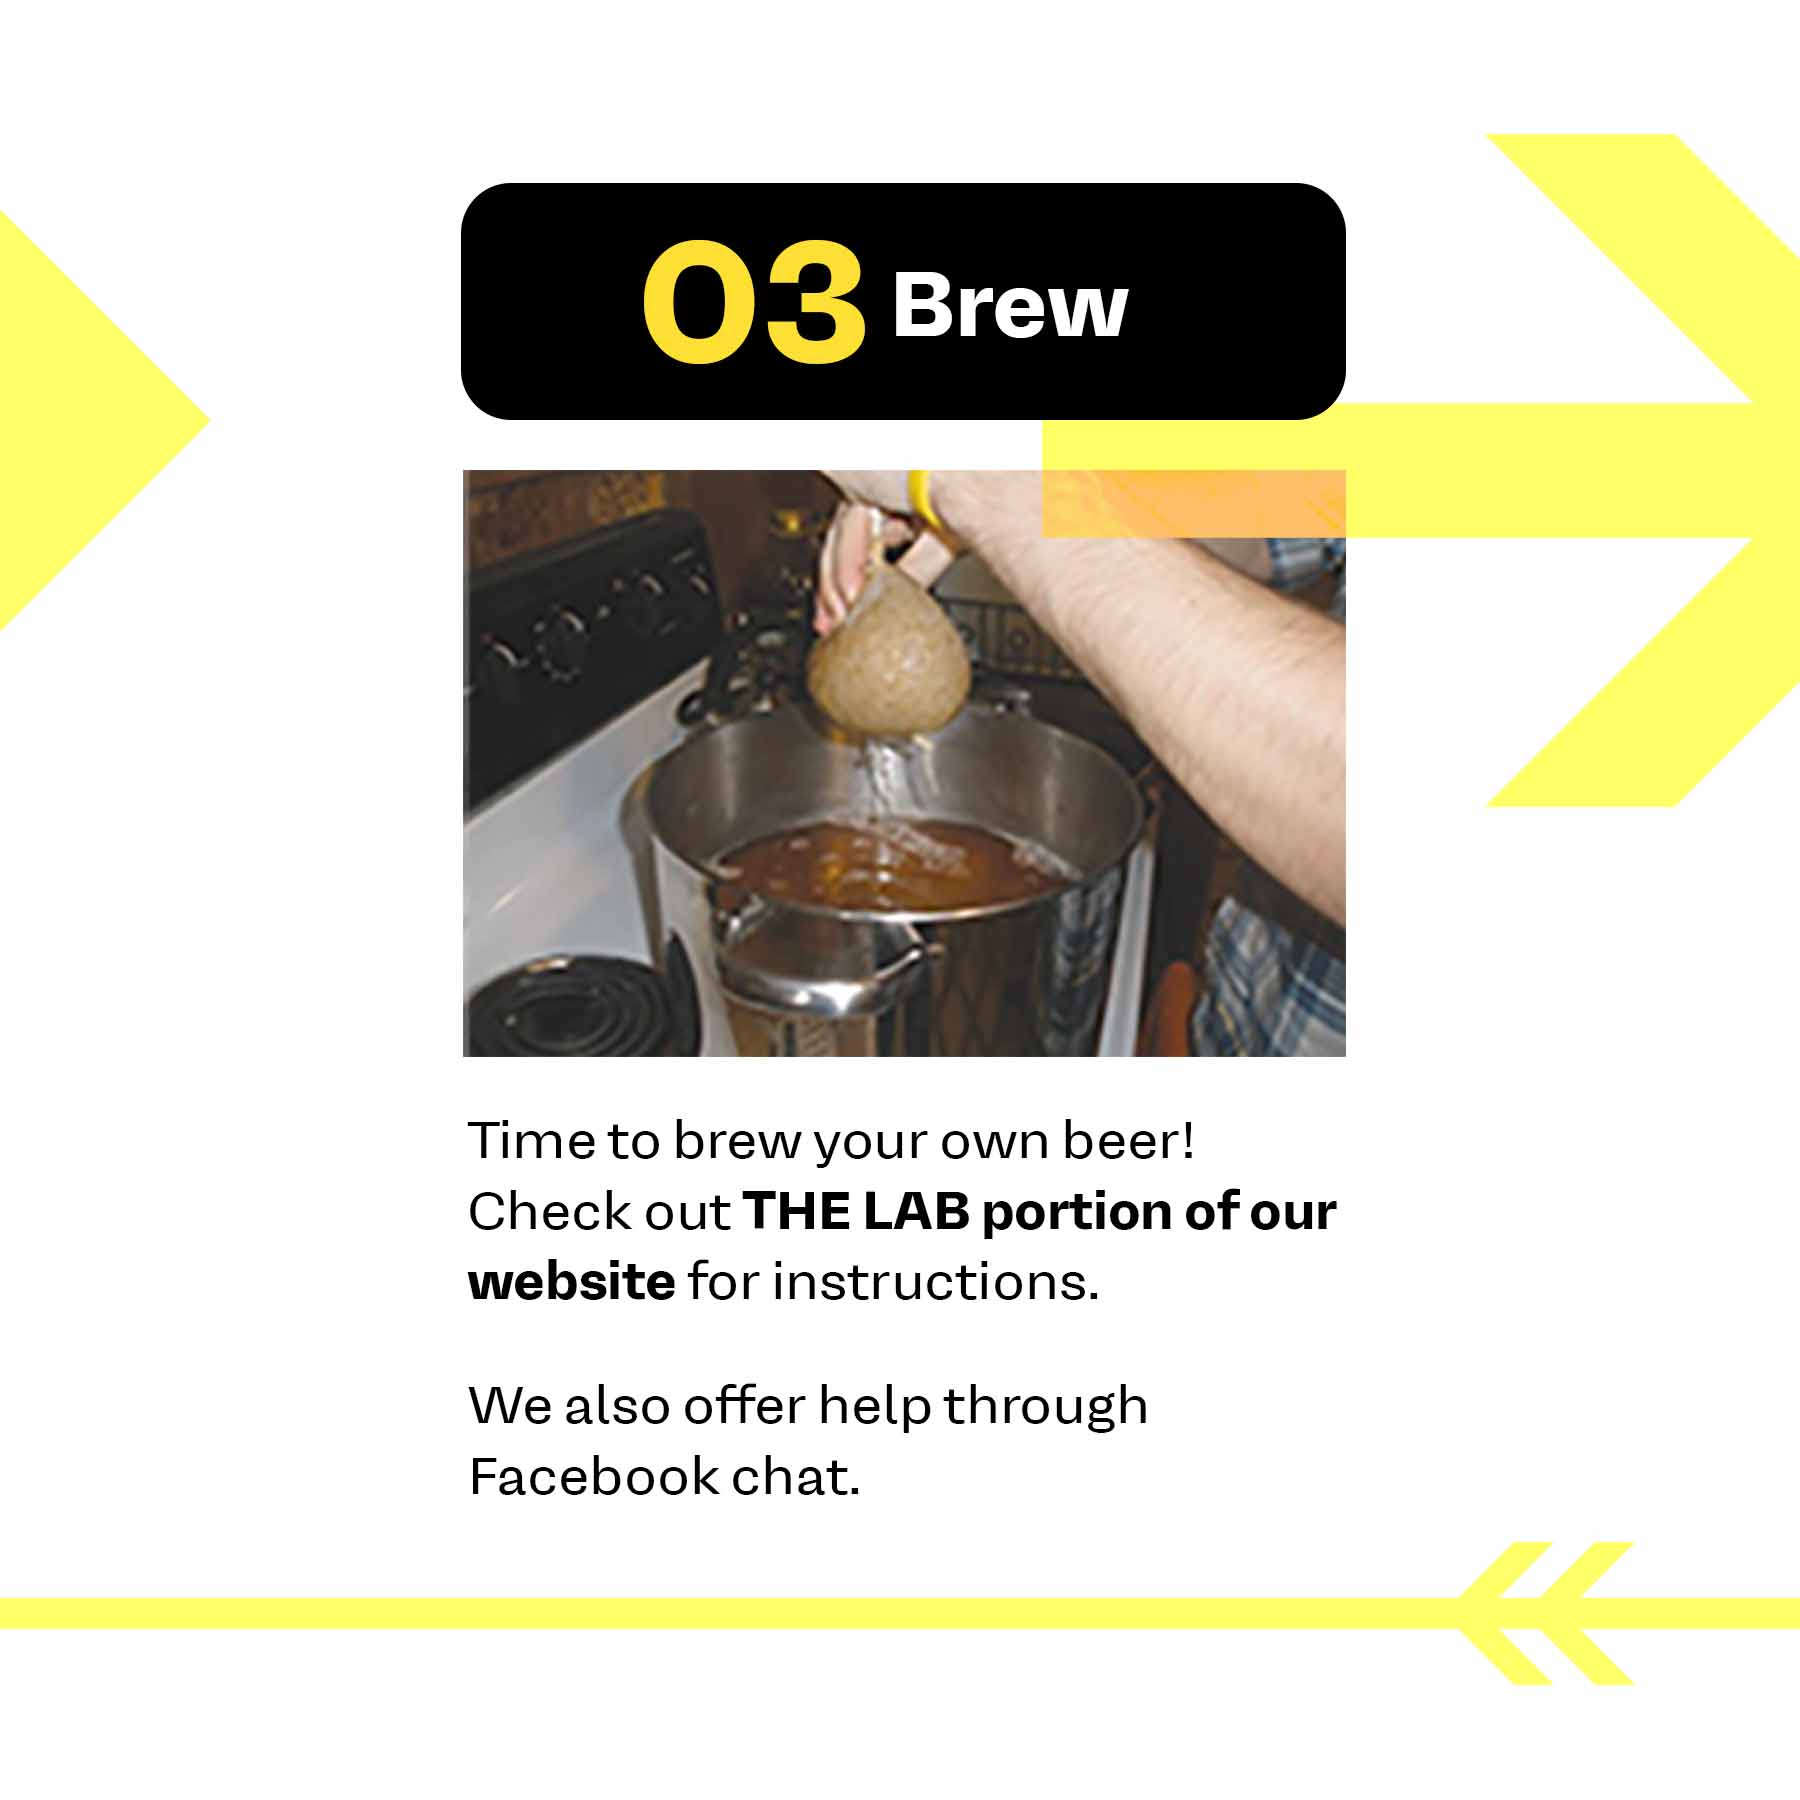 03 Brew
Time to brew your own beer!
Check out THE LAB portion of our
website for instructions.
We also offer help through
Facebook chat.